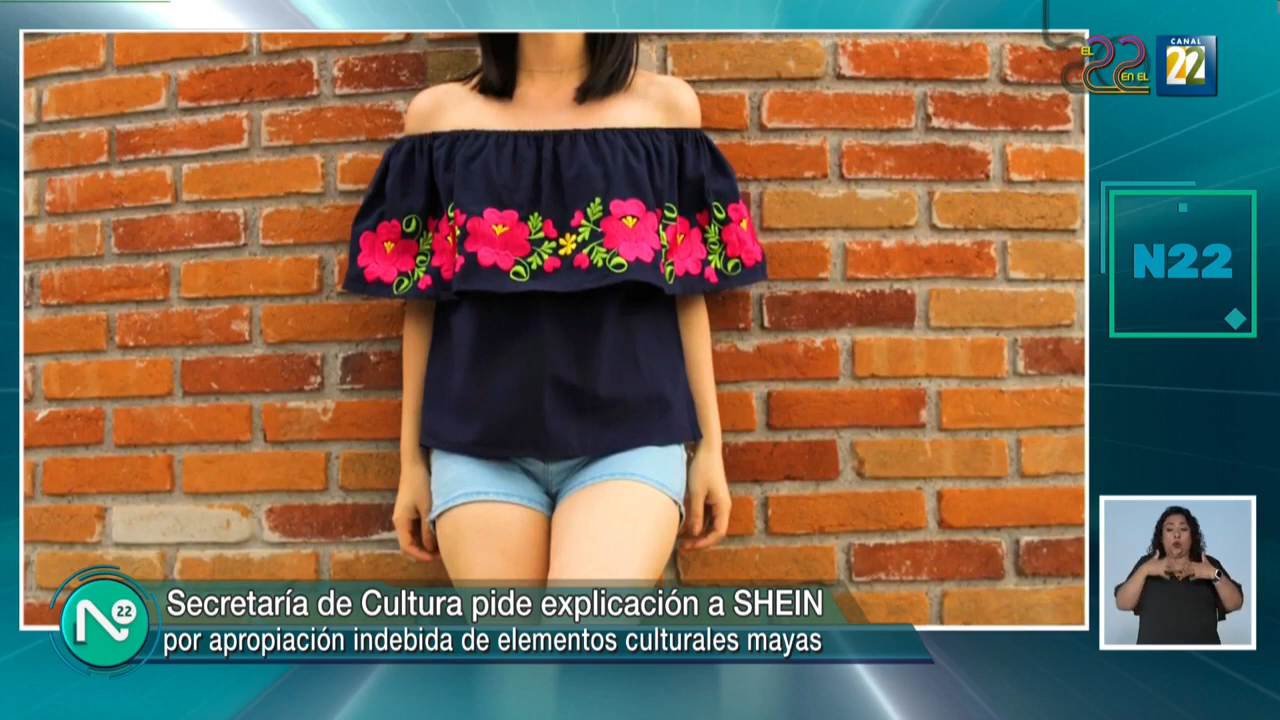 EL
22
EN EL
CANAL
22
N22
22
Secretaría de Cultura pide explicación a SHEIN
por apropiación indebida de elementos culturales mayas